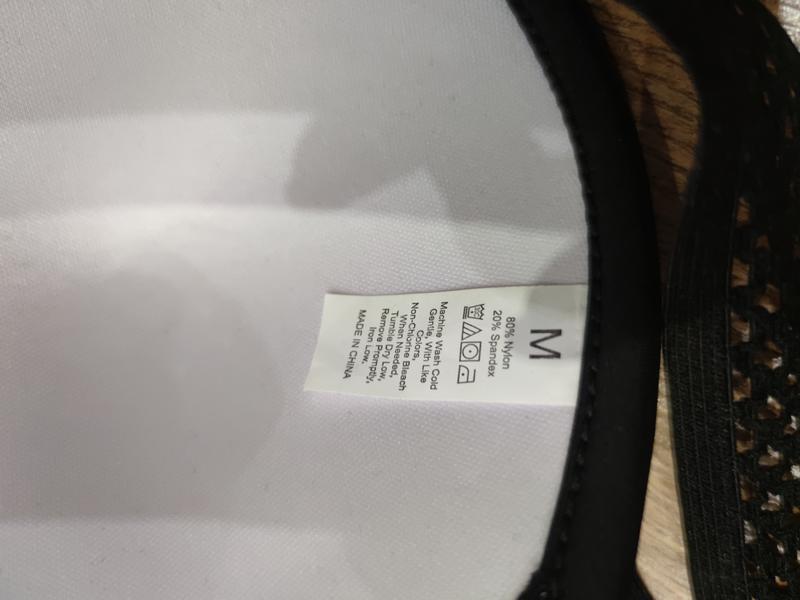 M
80% Nylon
20% Spandex
Machine Wash Cold
Gentle, With Like
Colors,
Non-Chlorine Bleach
When Needed,
Tumble Dry Low,
Remove Promptly,
Iron Low,
MADE IN CHINA